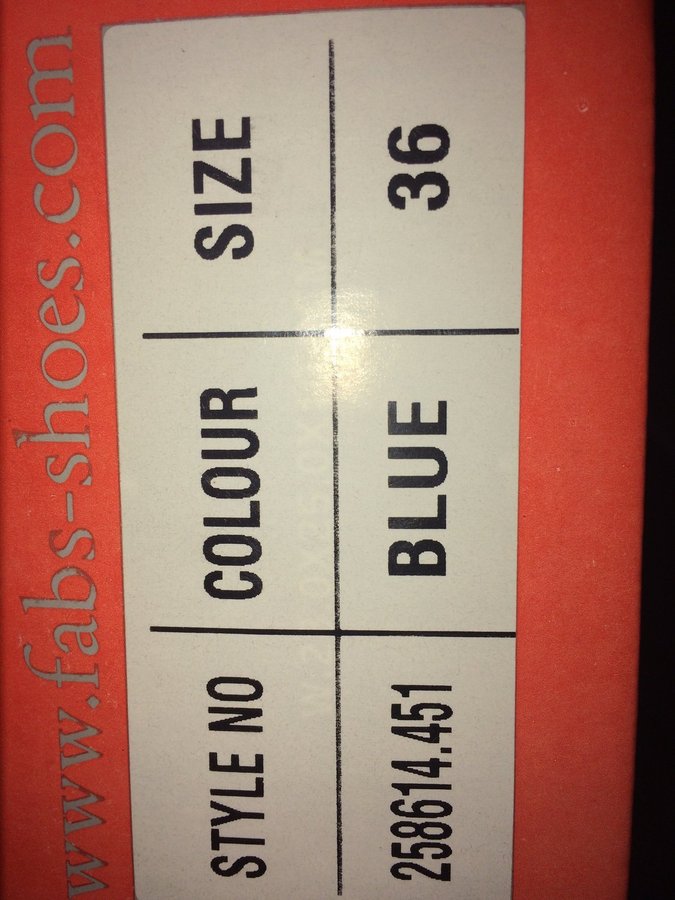 www.fabs-shoes.com
STYLE NO COLOUR SIZE
258614.451 BLUE 36